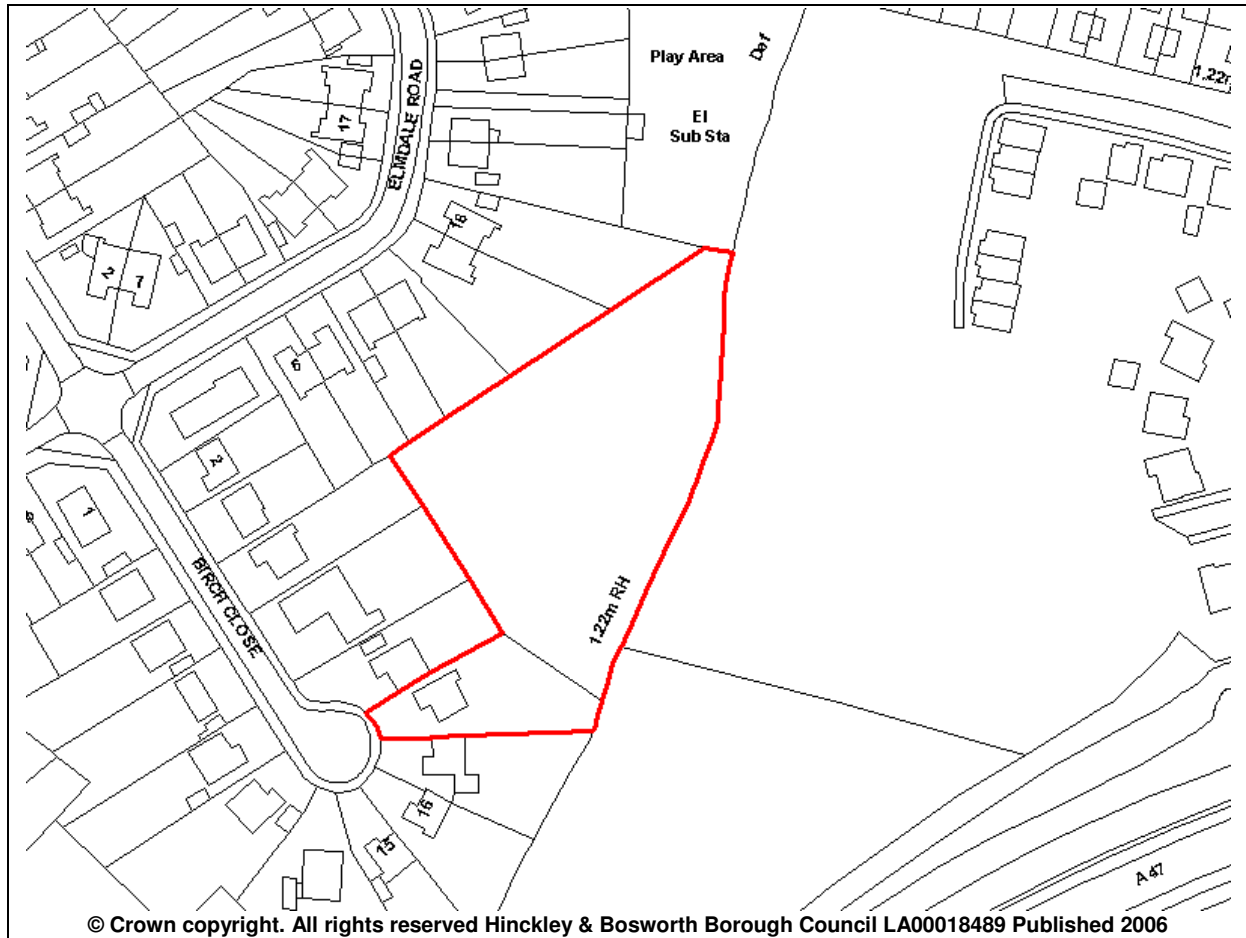 Play Area
Def
1.22m
El
Sub Sta
ELMDALE ROAD
17
18
2
7
6
2
1
BIRCH CLOSE
1.22m RH
16
15
A 47
© Crown copyright. All rights reserved Hinckley & Bosworth Borough Council LA00018489 Published 2006